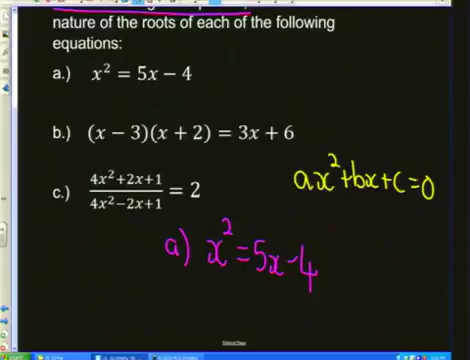 nature of the roots of each of the following
equations:
a.) x² = 5x − 4
b.) (x − 3)(x + 2) = 3x + 6
ax² + bx + c = 0
c.) (4x²+2x+1)/(4x²−2x+1) = 2
a) x² = 5x − 4